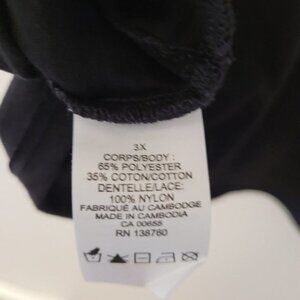 3X
CORPS/BODY :
65% POLYESTER
35% COTON/COTTON
DENTELLE/LACE:
100% NYLON
FABRIQUÉ AU CAMBODGE
MADE IN CAMBODIA
CA 00655
RN 138760